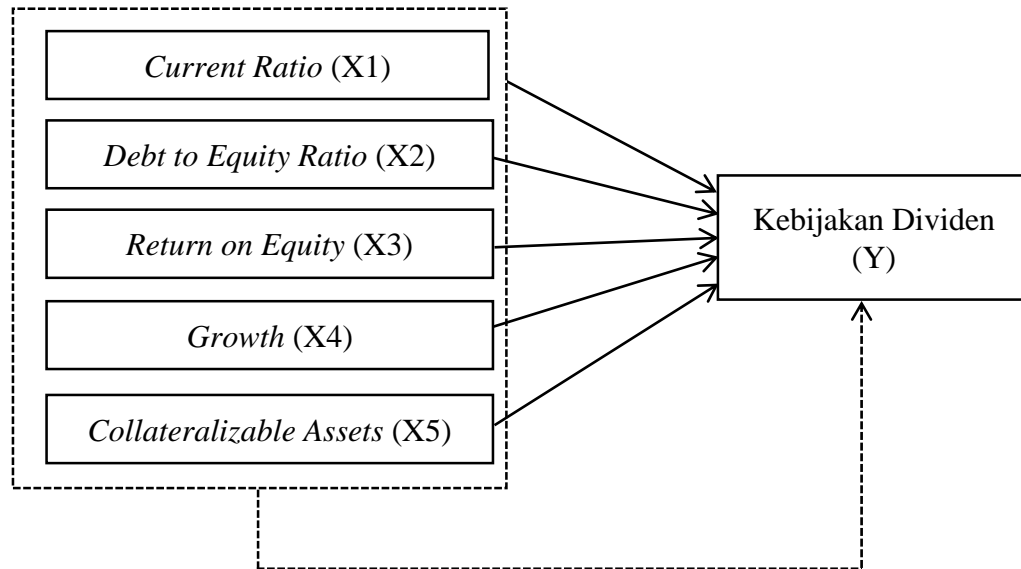 Current Ratio (X1)
Debt to Equity Ratio (X2)
Return on Equity (X3)
Growth (X4)
Collateralizable Assets (X5)
Kebijakan Dividen
(Y)